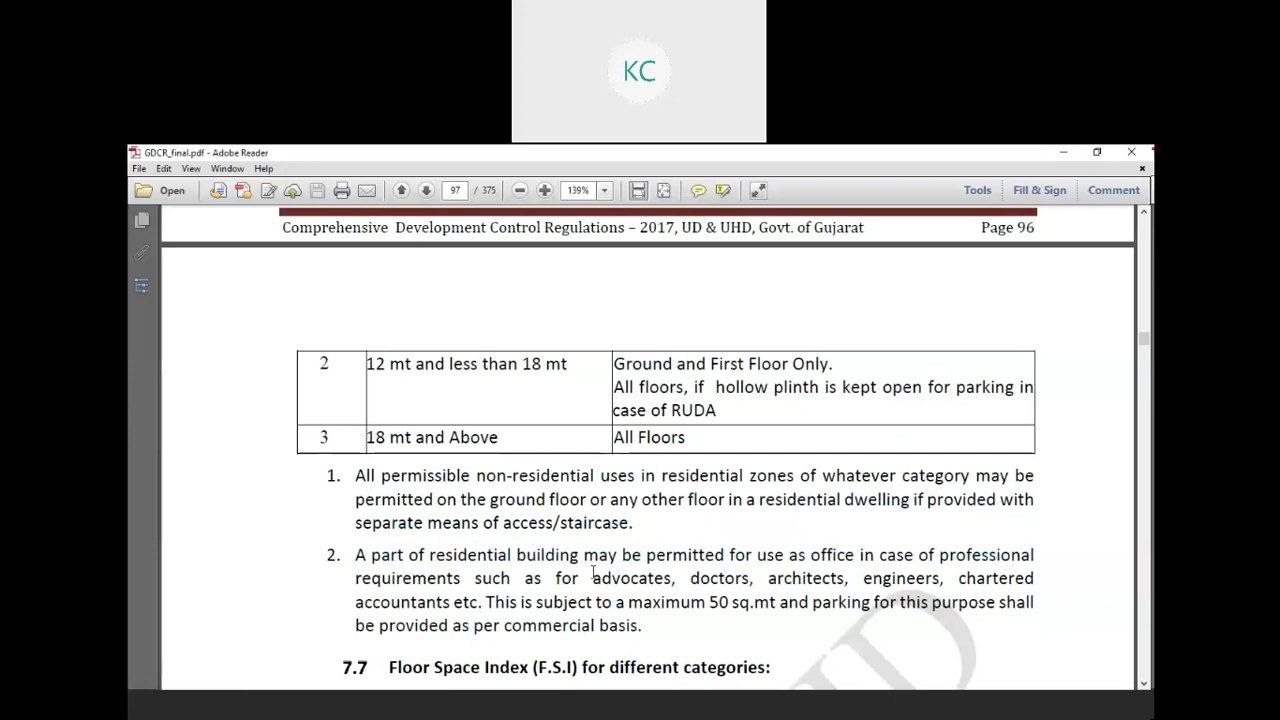 KC
GDCR_final.pdf - Adobe Reader
File Edit View Window Help
Open 97 / 375 139% Tools Fill & Sign Comment
Comprehensive Development Control Regulations – 2017, UD & UHD, Govt. of Gujarat Page 96
2 12 mt and less than 18 mt Ground and First Floor Only.
All floors, if hollow plinth is kept open for parking in
case of RUDA
3 18 mt and Above All Floors
1. All permissible non-residential uses in residential zones of whatever category may be
permitted on the ground floor or any other floor in a residential dwelling if provided with
separate means of access/staircase.
2. A part of residential building may be permitted for use as office in case of professional
requirements such as for advocates, doctors, architects, engineers, chartered
accountants etc. This is subject to a maximum 50 sq.mt and parking for this purpose shall
be provided as per commercial basis.
7.7 Floor Space Index (F.S.I) for different categories: